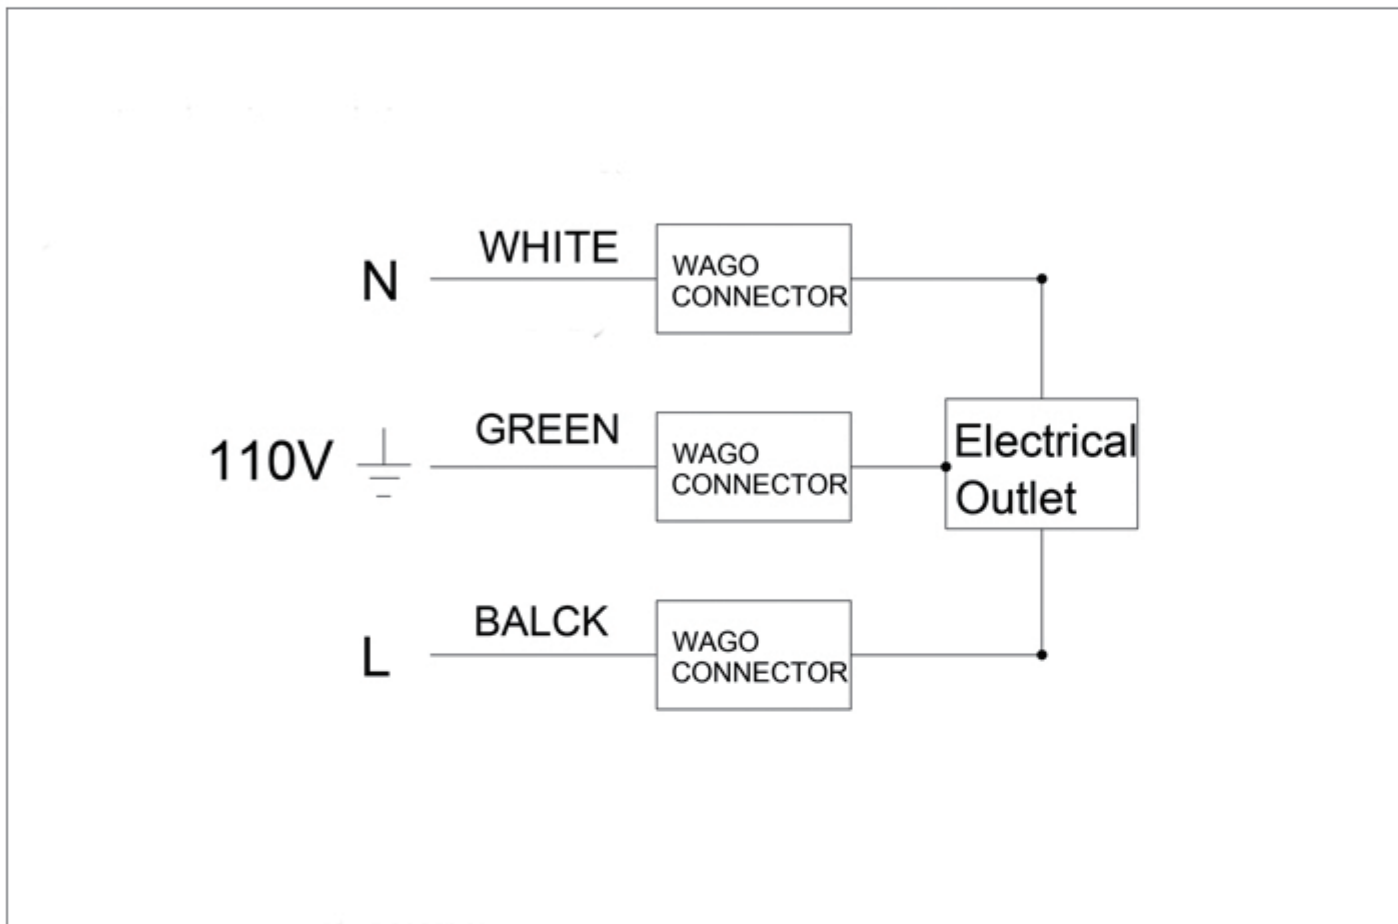 WHITE
N
WAGO
CONNECTOR
GREEN
110V
WAGO
CONNECTOR
Electrical
Outlet
BALCK
L
WAGO
CONNECTOR